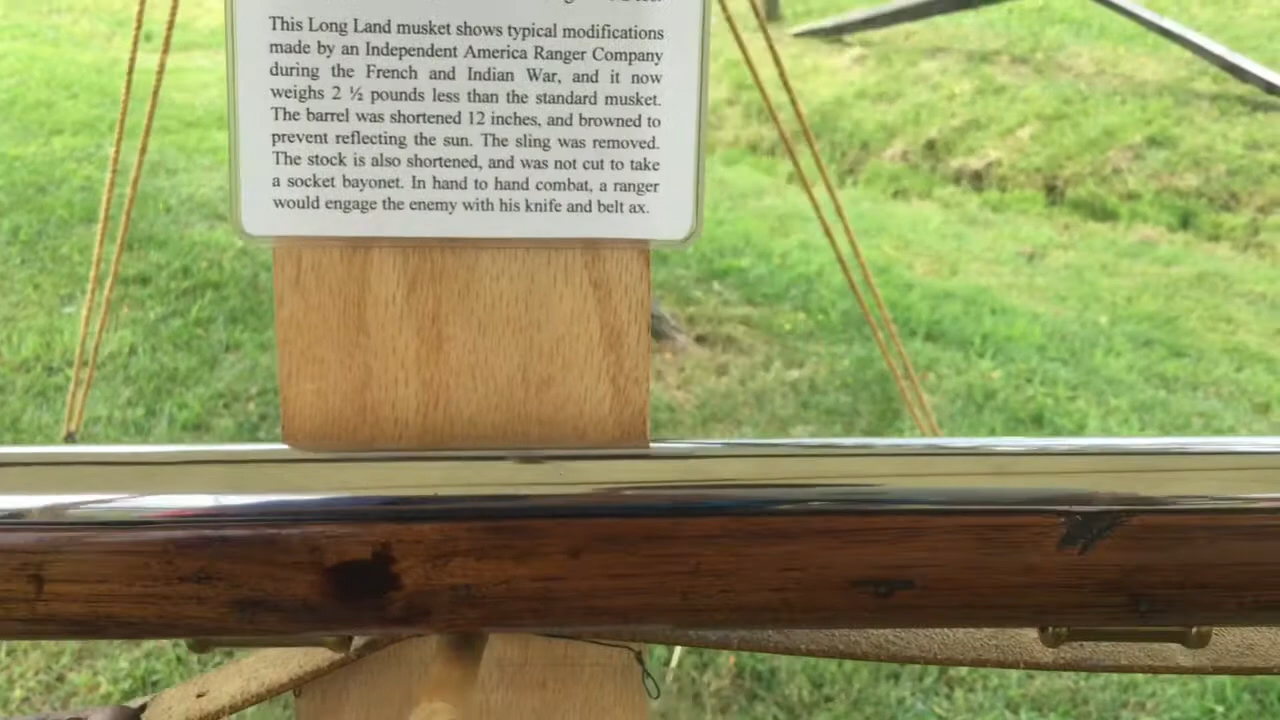 This Long Land musket shows typical modifications
made by an Independent America Ranger Company
during the French and Indian War, and it now
weighs 2 ½ pounds less than the standard musket.
The barrel was shortened 12 inches, and browned to
prevent reflecting the sun. The sling was removed.
The stock is also shortened, and was not cut to take
a socket bayonet. In hand to hand combat, a ranger
would engage the enemy with his knife and belt ax.